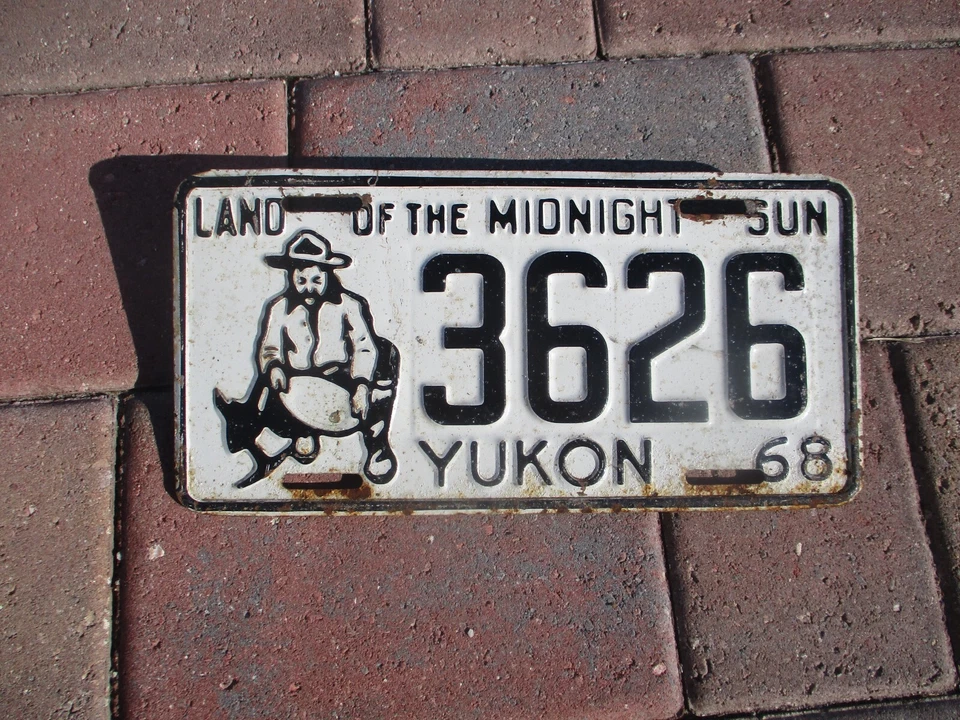 LAND OF THE MIDNIGHT SUN
3626
YUKON 68